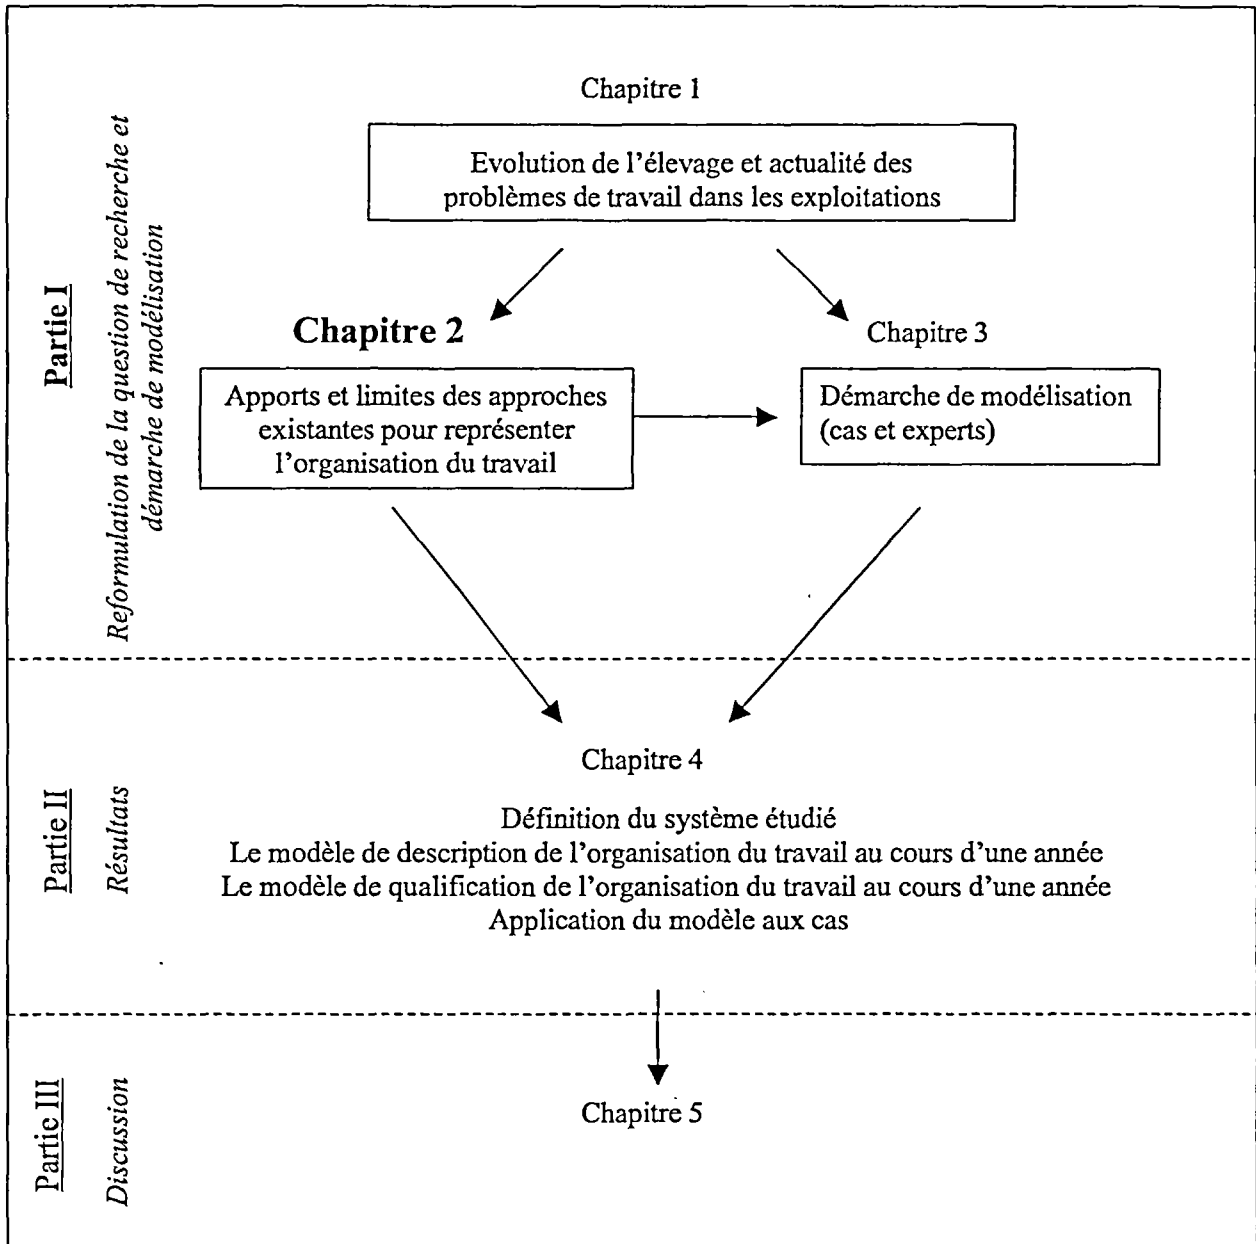 Partie I
Reformulation de la question de recherche et
démarche de modélisation
Chapitre 1
Evolution de l'élevage et actualité des
problèmes de travail dans les exploitations
Chapitre 2
Apports et limites des approches
existantes pour représenter
l'organisation du travail
Chapitre 3
Démarche de modélisation
(cas et experts)
Partie II
Résultats
Chapitre 4
Définition du système étudié
Le modèle de description de l'organisation du travail au cours d'une année
Le modèle de qualification de l'organisation du travail au cours d'une année
Application du modèle aux cas
Partie III
Discussion
Chapitre 5